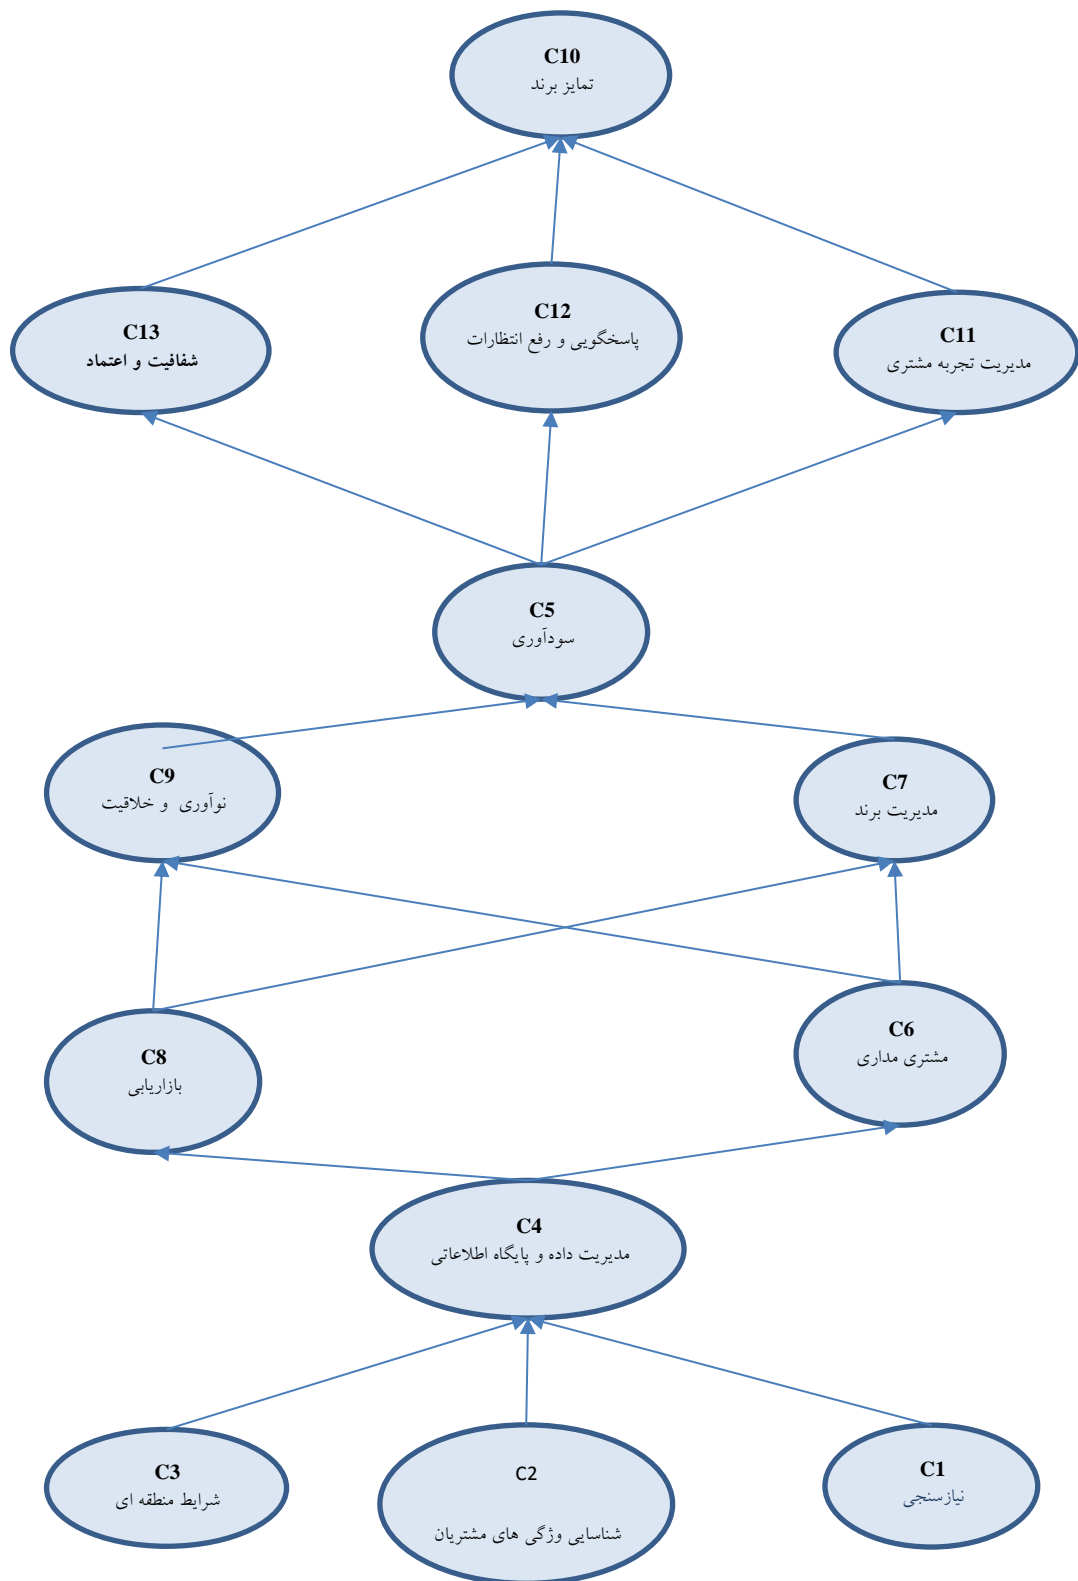 C10
تمایز برند
C13
شفافیت و اعتماد
C12
پاسخگویی و رفع انتظارات
C11
مدیریت تجربه مشتری
C5
سودآوری
C9
نوآوری و خلاقیت
C7
مدیریت برند
C8
بازاریابی
C6
مشتری مداری
C4
مدیریت داده و پایگاه اطلاعاتی
C3
شرایط منطقه ای
C2
شناسایی وژگی های مشتریان
C1
نیازسنجی